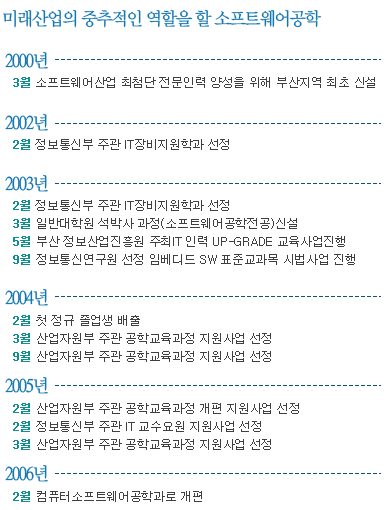 미래산업의 중추적인 역할을 할 소프트웨어공학
2000년
3월 소프트웨어산업 최첨단 전문인력 양성을 위해 부산지역 최초 신설
2002년
2월 정보통신부 주관 IT장비지원학과 선정
2003년
2월 정보통신부 주관 IT장비지원학과 선정
3월 일반대학원 석박사 과정(소프트웨어공학전공)신설
5월 부산 정보산업진흥원 주최IT 인력 UP-GRADE 교육사업진행
9월 정보통신연구원 선정 임베디드 SW 표준교과목 시법사업 진행
2004년
2월 첫 정규 졸업생 배출
3월 산업자원부 주관 공학교육과정 지원사업 선정
9월 산업자원부 주관 공학교육과정 지원사업 선정
2005년
2월 산업자원부 주관 공학교육과정 개편 지원사업 선정
2월 정보통신부 주관 IT 교수요원 지원사업 선정
3월 산업자원부 주관 공학교육과정 지원사업 선정
2006년
2월 컴퓨터소프트웨어공학과로 개편